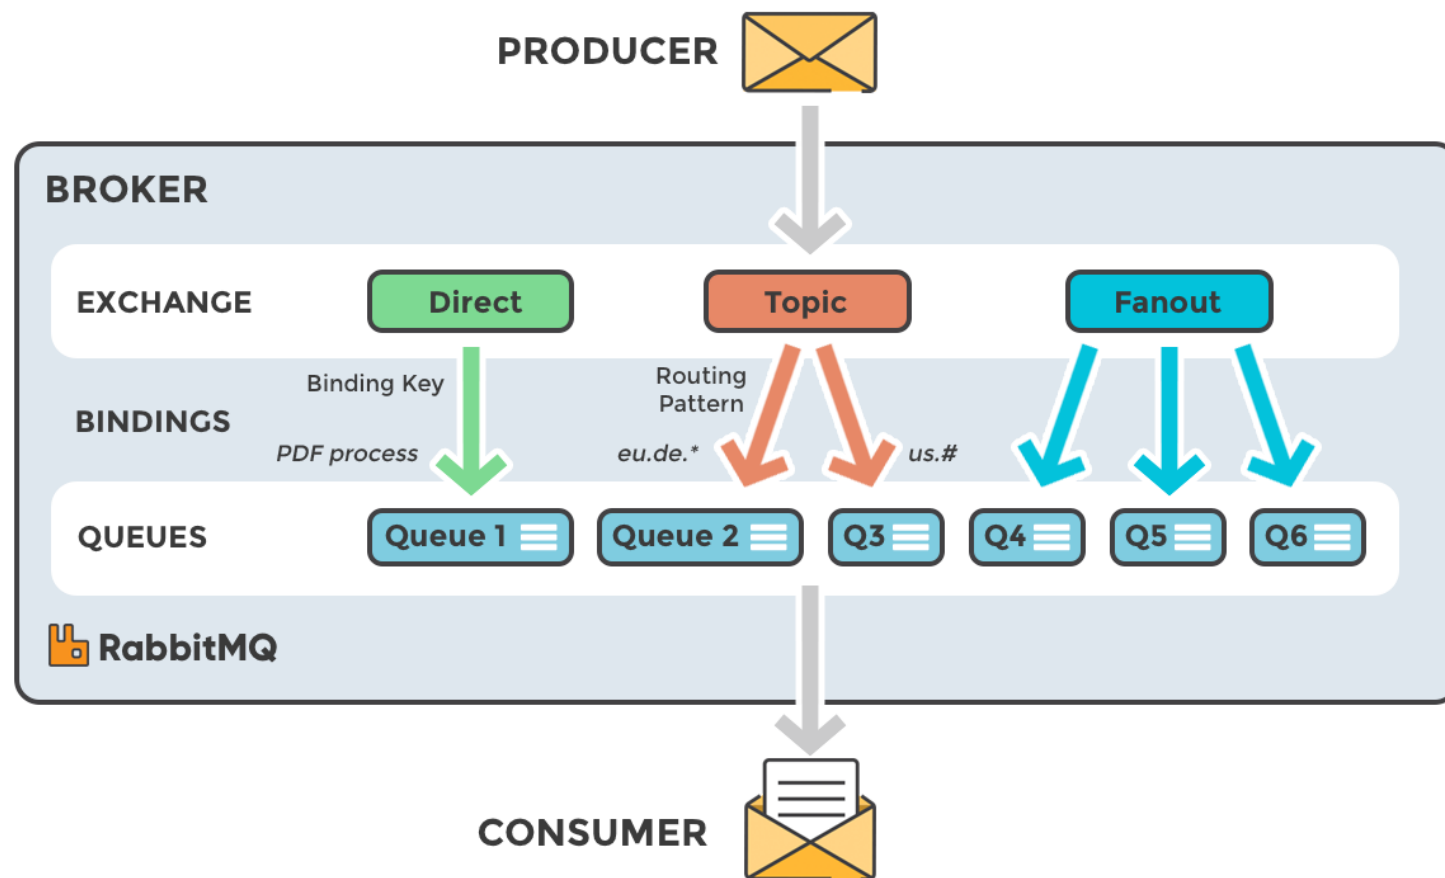 PRODUCER
BROKER
EXCHANGE
Direct
Topic
Fanout
Binding Key
Routing
Pattern
BINDINGS
PDF process
eu.de.*
us.#
QUEUES
Queue 1
Queue 2
Q3
Q4
Q5
Q6
RabbitMQ
CONSUMER